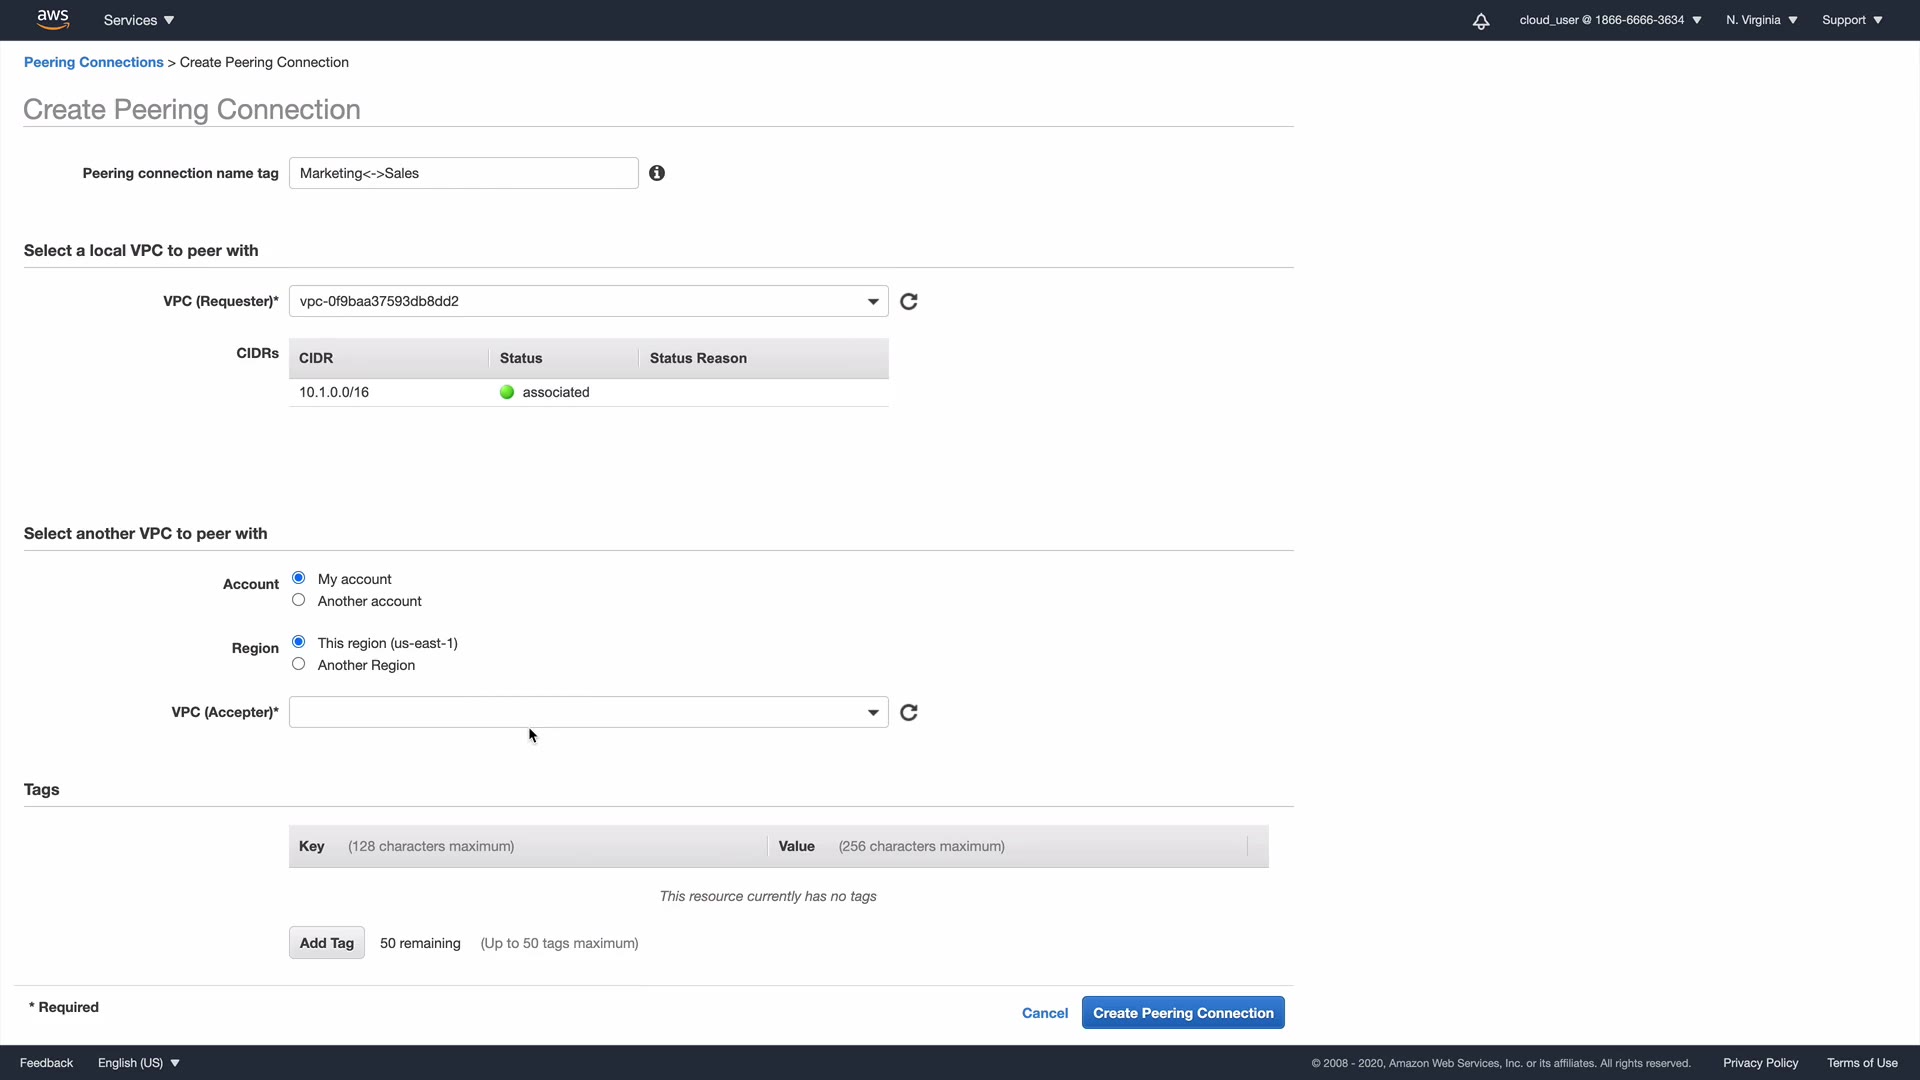 aws Services cloud_user @ 1866-6666-3634 N. Virginia Support
Peering Connections > Create Peering Connection
Create Peering Connection
Peering connection name tag Marketing<->Sales
Select a local VPC to peer with
VPC (Requester)* vpc-0f9baa37593db8dd2
CIDRs CIDR Status Status Reason
10.1.0.0/16 associated
Select another VPC to peer with
Account My account
Another account
Region This region (us-east-1)
Another Region
VPC (Accepter)*
Tags
Key (128 characters maximum) Value (256 characters maximum)
This resource currently has no tags
Add Tag 50 remaining (Up to 50 tags maximum)
* Required Cancel Create Peering Connection
Feedback English (US) © 2008 - 2020, Amazon Web Services, Inc. or its affiliates. All rights reserved. Privacy Policy Terms of Use